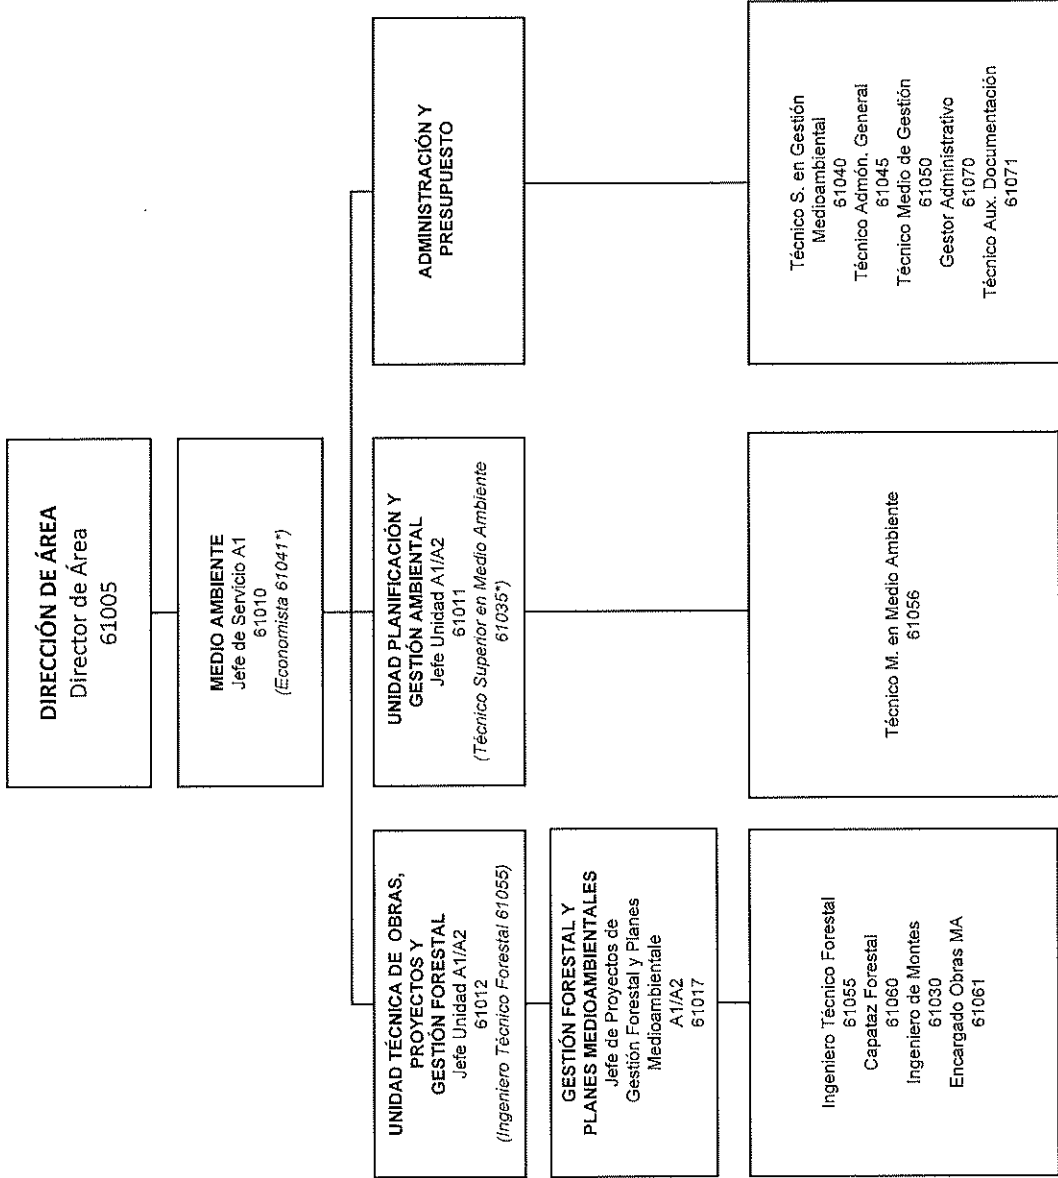 DIRECCIÓN DE ÁREA
Director de Área
61005
MEDIO AMBIENTE
Jefe de Servicio A1
61010
(Economista 61041*)
UNIDAD TÉCNICA DE OBRAS,
PROYECTOS Y
GESTIÓN FORESTAL
Jefe Unidad A1/A2
61012
(Ingeniero Técnico Forestal 61055)
UNIDAD PLANIFICACIÓN Y
GESTIÓN AMBIENTAL
Jefe Unidad A1/A2
61011
(Técnico Superior en Medio Ambiente
61035*)
ADMINISTRACIÓN Y
PRESUPUESTO
GESTIÓN FORESTAL Y
PLANES MEDIOAMBIENTALES
Jefe de Proyectos de
Gestión Forestal y Planes
Medioambientale
A1/A2
61017
Ingeniero Técnico Forestal
61055
Capataz Forestal
61060
Ingeniero de Montes
61030
Encargado Obras MA
61061
Técnico M. en Medio Ambiente
61056
Técnico S. en Gestión
Medioambiental
61040
Técnico Admón. General
61045
Técnico Medio de Gestión
61050
Gestor Administrativo
61070
Técnico Aux. Documentación
61071